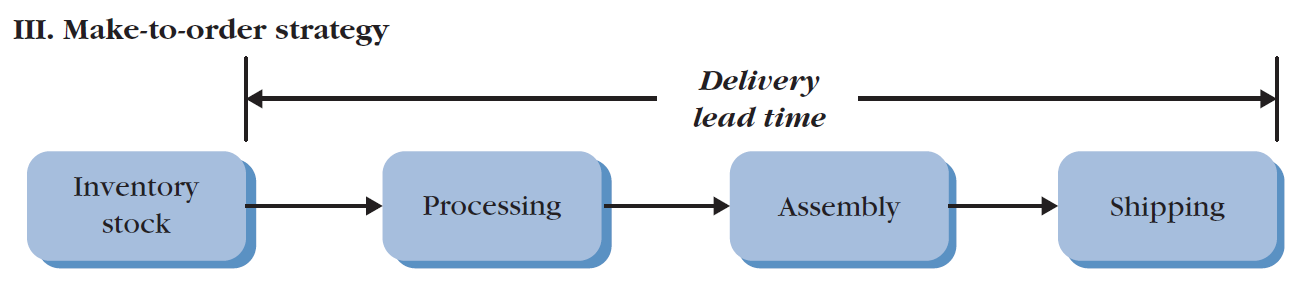 III. Make-to-order strategy
Delivery
lead time
Inventory
stock
Processing
Assembly
Shipping